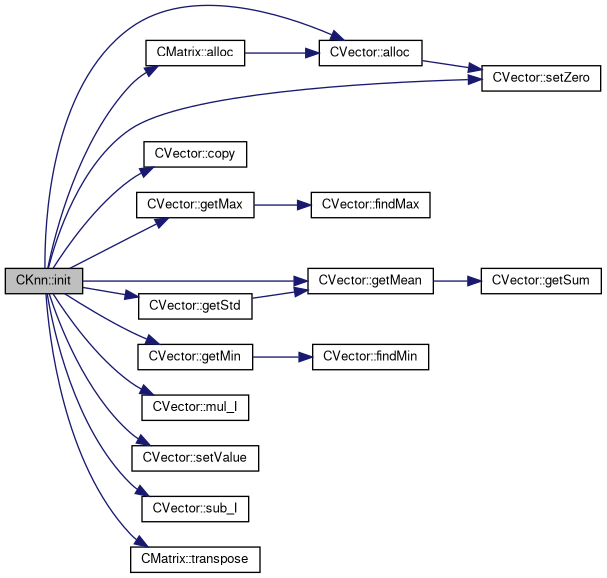 CMatrix::alloc
CVector::alloc
CVector::setZero
CVector::copy
CVector::getMax
CVector::findMax
CKnn::init
CVector::getMean
CVector::getSum
CVector::getStd
CVector::getMin
CVector::findMin
CVector::mul_I
CVector::setValue
CVector::sub_I
CMatrix::transpose